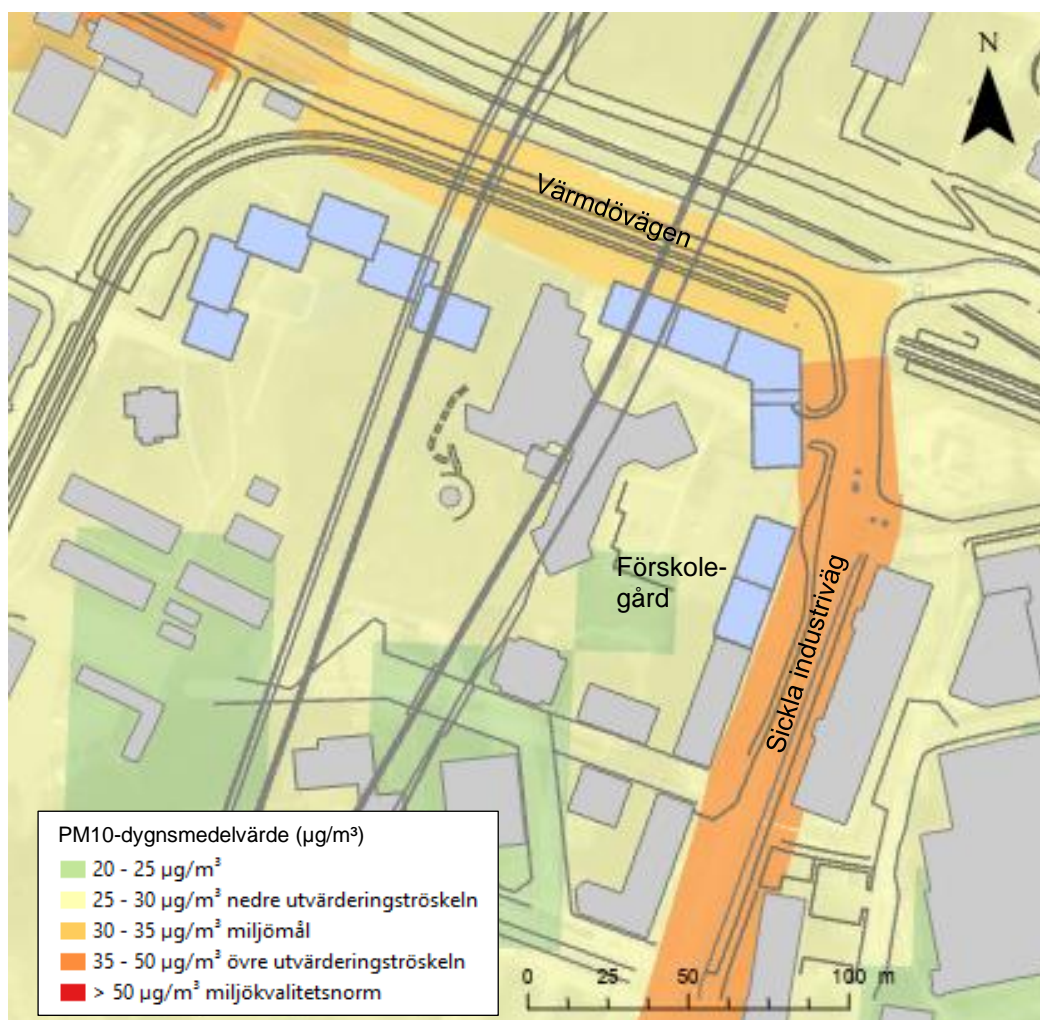 N
Värmdövägen
Förskole-
gård
Sickla industriväg
PM10-dygnsmedelvärde (µg/m³)
20 - 25 µg/m³
25 - 30 µg/m³ nedre utvärderingströskeln
30 - 35 µg/m³ miljömål
35 - 50 µg/m³ övre utvärderingströskeln
> 50 µg/m³ miljökvalitetsnorm
0 25 50 100 m